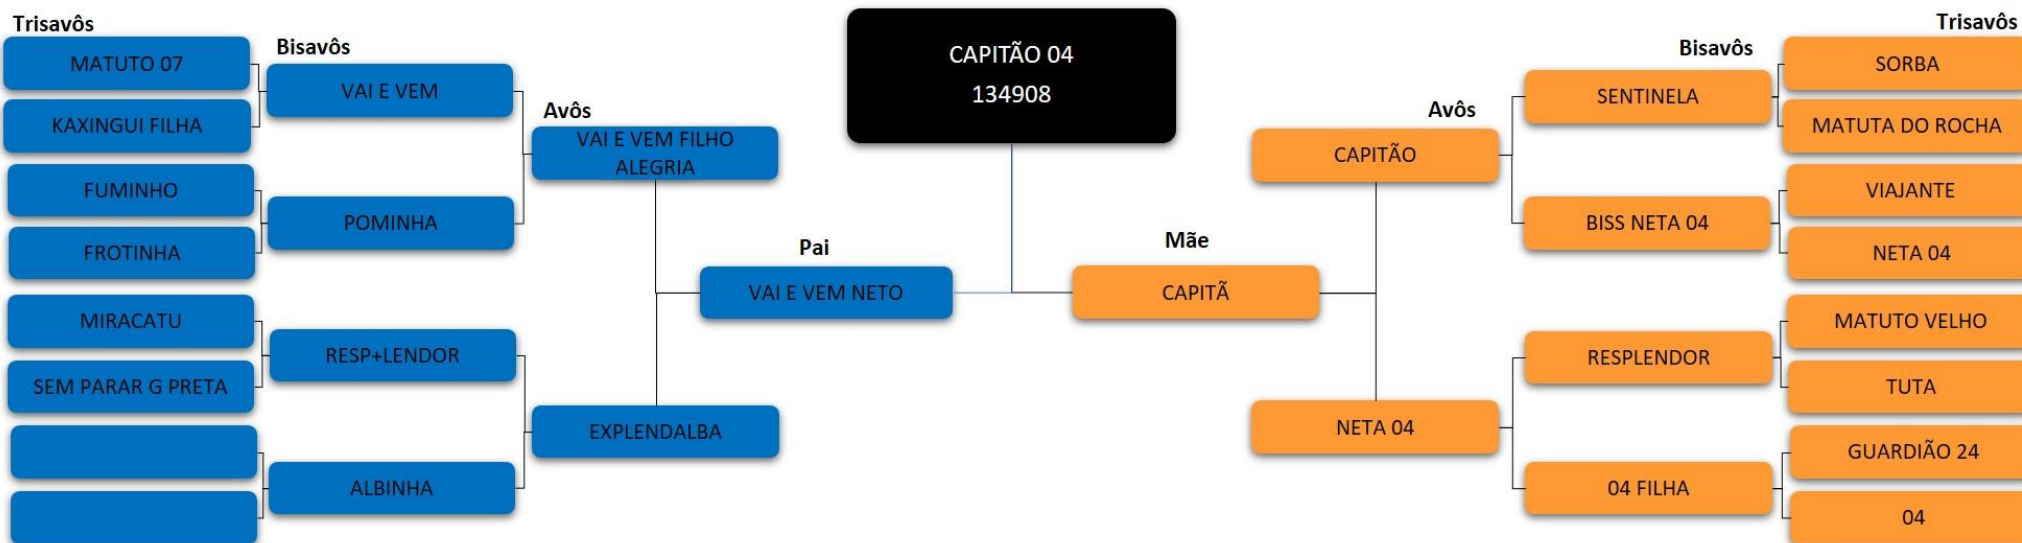 Trisavôs
MATUTO 07
KAXINGUI FILHA
FUMINHO
FROTINHA
MIRACATU
SEM PARAR G PRETA
Bisavôs
VAI E VEM
POMINHA
RESP+LENDOR
ALBINHA
Avôs
VAI E VEM FILHO
ALEGRIA
EXPLENDALBA
Pai
VAI E VEM NETO
CAPITÃO 04
134908
Mãe
CAPITÃ
Avôs
CAPITÃO
NETA 04
Bisavôs
SENTINELA
BISS NETA 04
RESPLENDOR
04 FILHA
Trisavôs
SORBA
MATUTA DO ROCHA
VIAJANTE
NETA 04
MATUTO VELHO
TUTA
GUARDIÃO 24
04